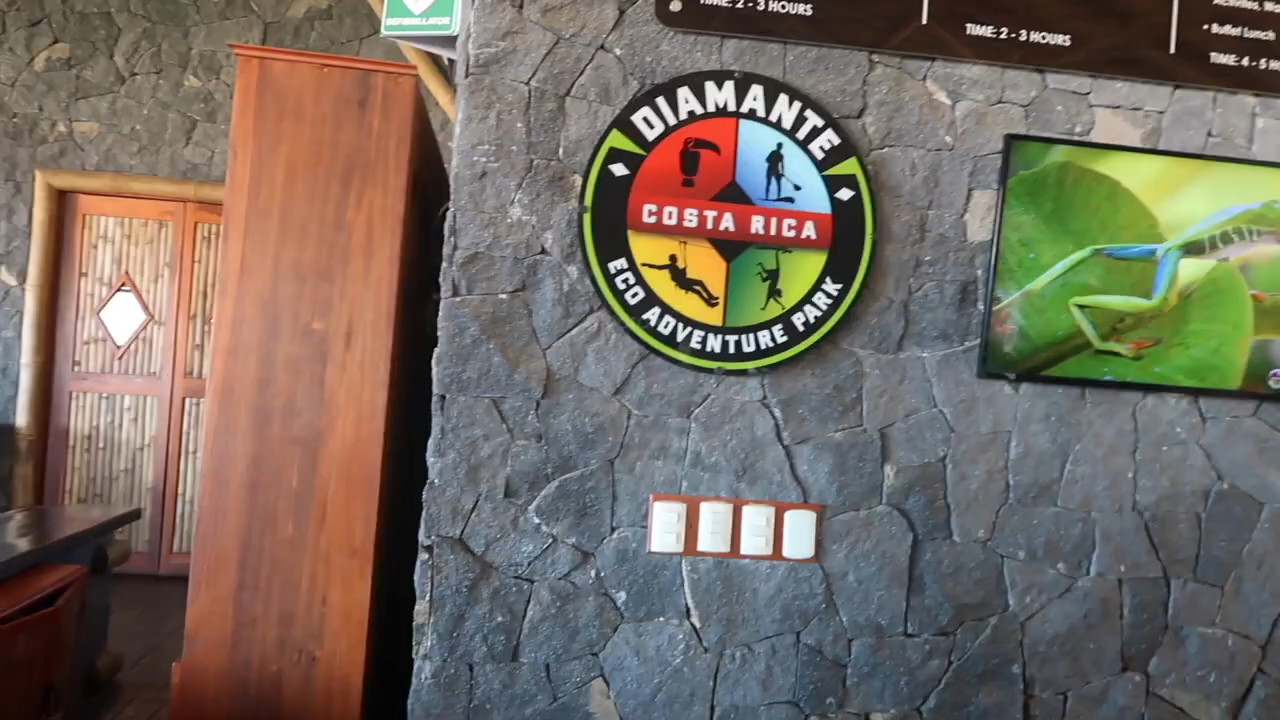 DEFIBRILLATOR
TIME: 2 - 3 HOURS
TIME: 2 - 3 HOURS
• Buffet Lunch
TIME: 4 - 5 H
DIAMANTE
COSTA RICA
ECO ADVENTURE PARK